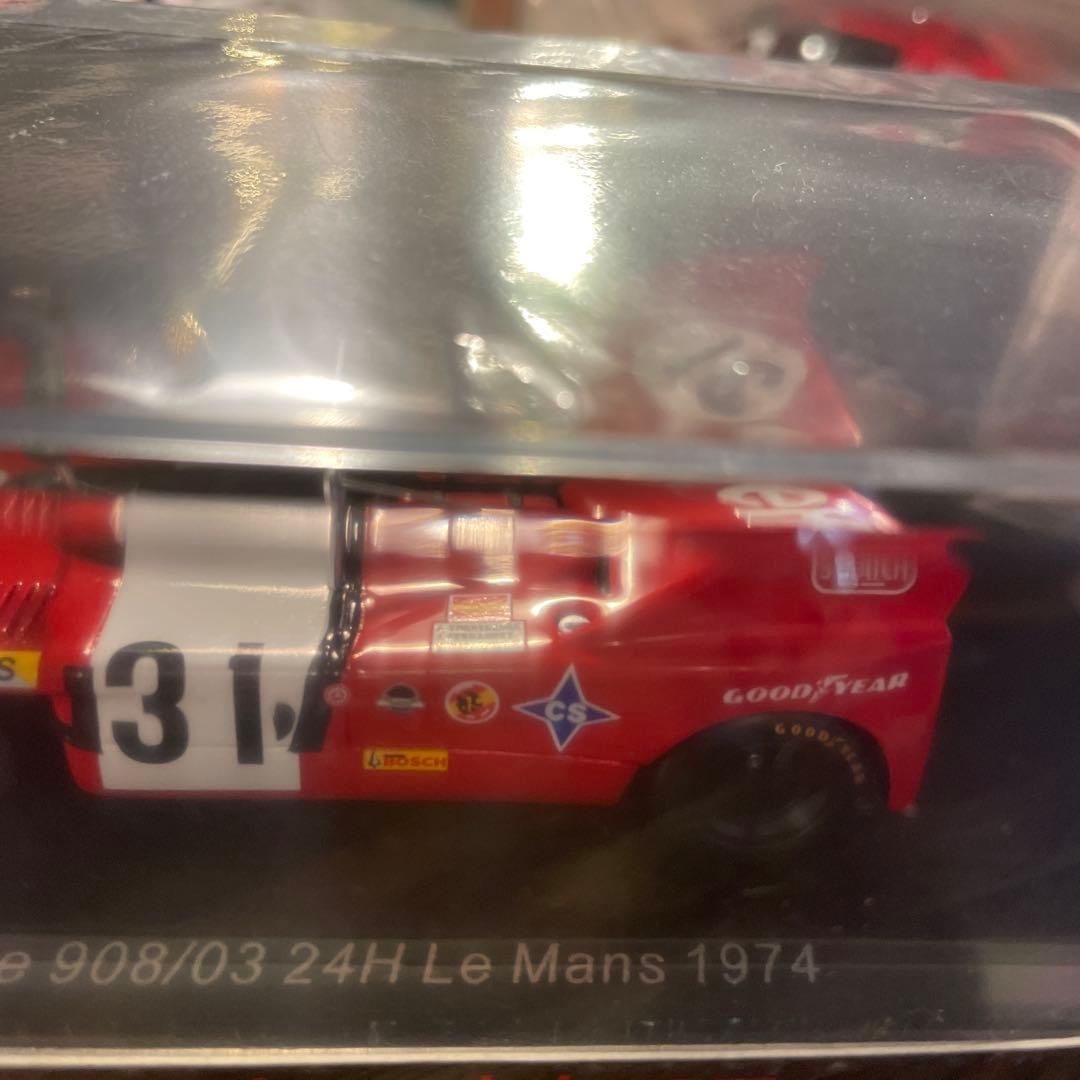 S
31
CS
BOSCH
GOODYEAR
GOODYEAR
e 908/03 24H Le Mans 1974